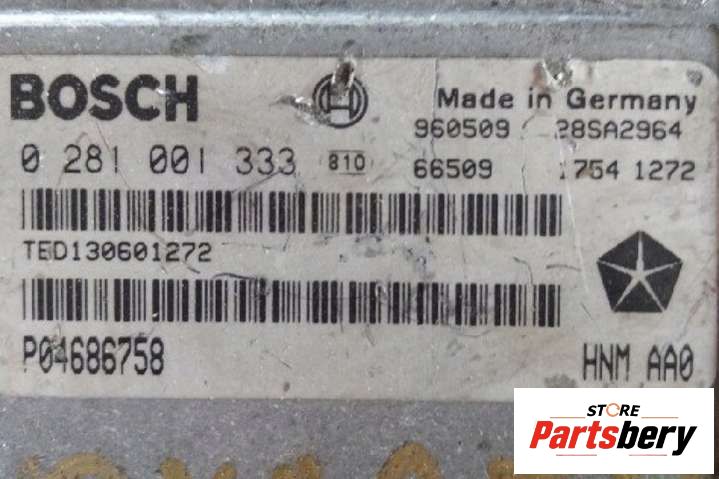 BOSCH
Made in Germany
960509 28SA2964
0 281 001 333 810 66509 1754 1272
TED130601272
P04686758
HNM AA0
STORE
Partsbery